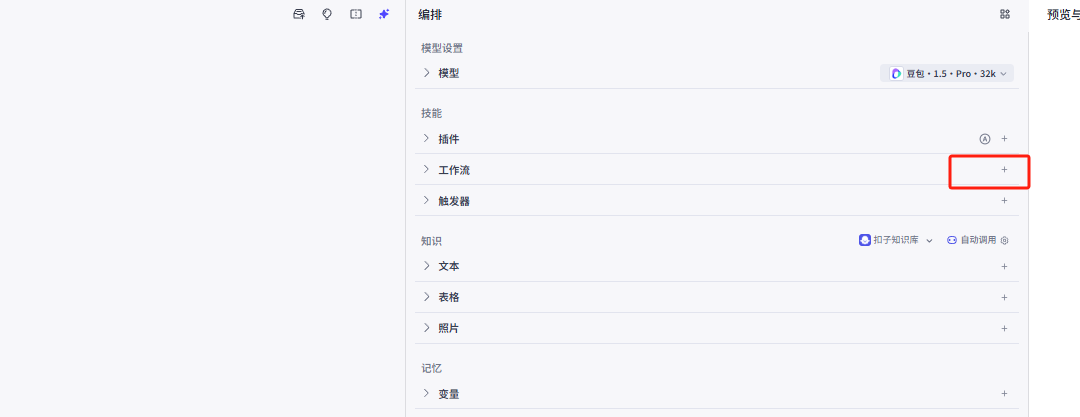 编排
预览与
模型设置
模型
豆包・1.5・Pro・32k
技能
插件
工作流
触发器
知识
扣子知识库
自动调用
文本
表格
照片
记忆
变量